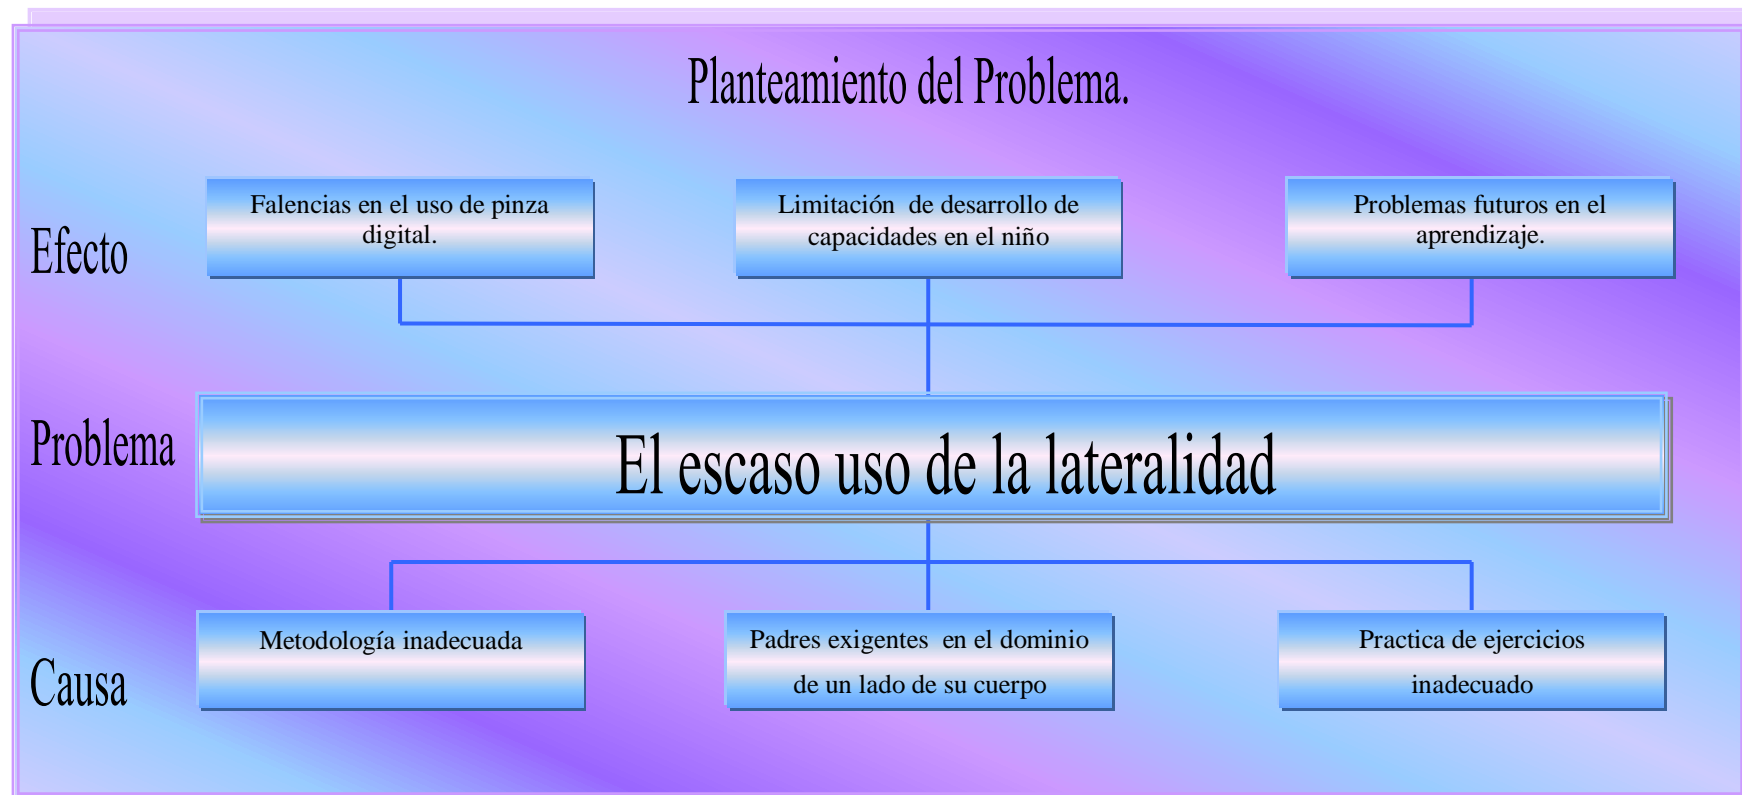 Planteamiento del Problema.
Efecto
Falencias en el uso de pinza
digital.
Limitación  de desarrollo de
capacidades en el niño
Problemas futuros en el
aprendizaje.
Problema
El escaso uso de la lateralidad
Causa
Metodología inadecuada
Padres exigentes  en el dominio
de un lado de su cuerpo
Practica de ejercicios
inadecuado